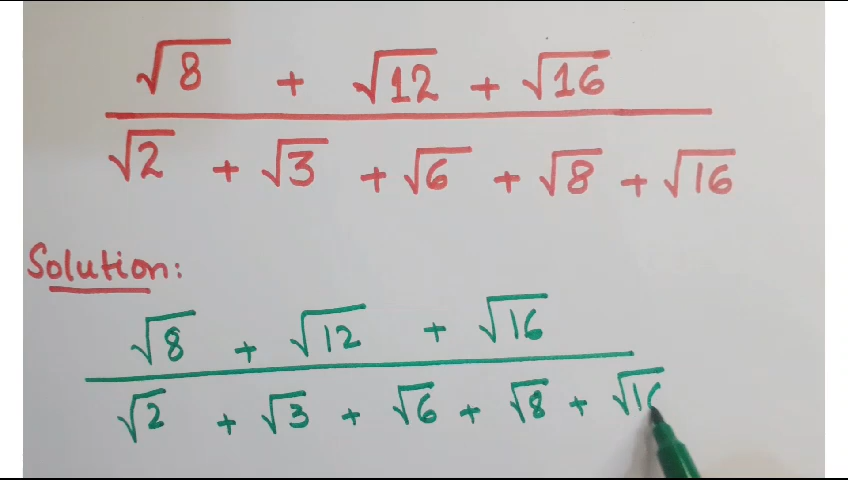 √8 + √12 + √16
√2 + √3 + √6 + √8 + √16
Solution:
√8 + √12 + √16
√2 + √3 + √6 + √8 + √16